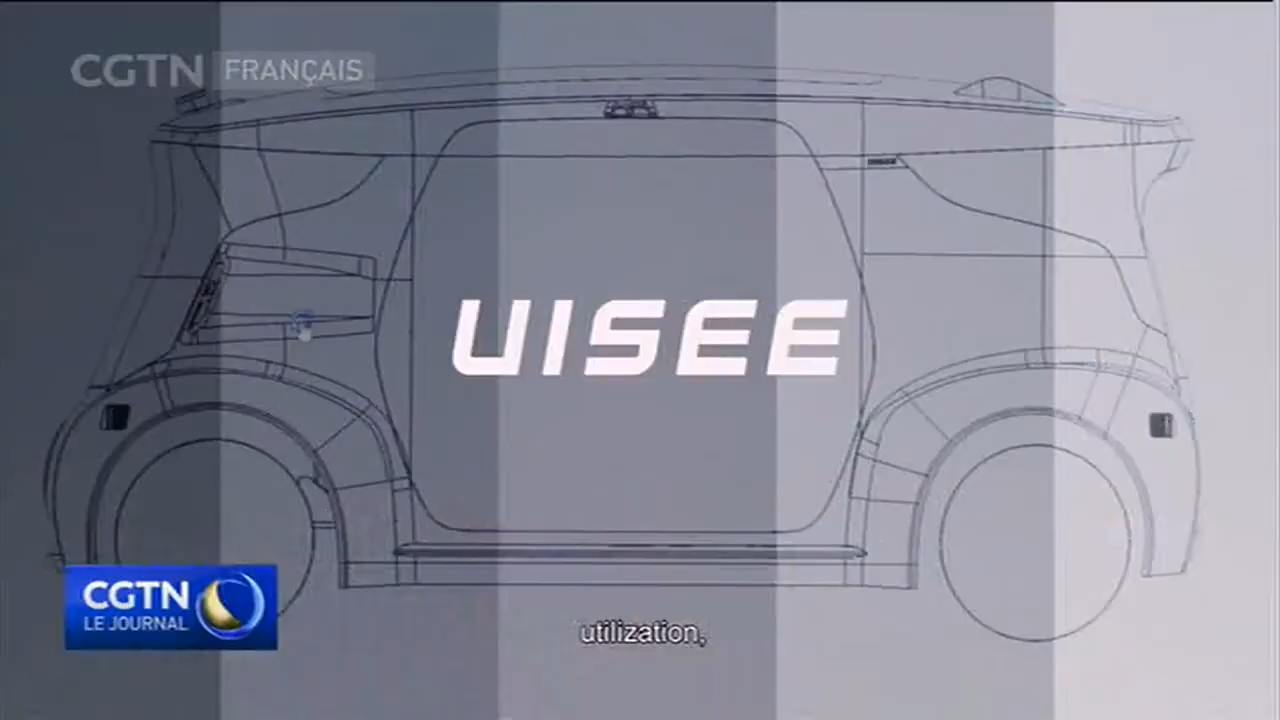 CGTN FRANÇAIS
UISEE
CGTN
LE JOURNAL
utilization,